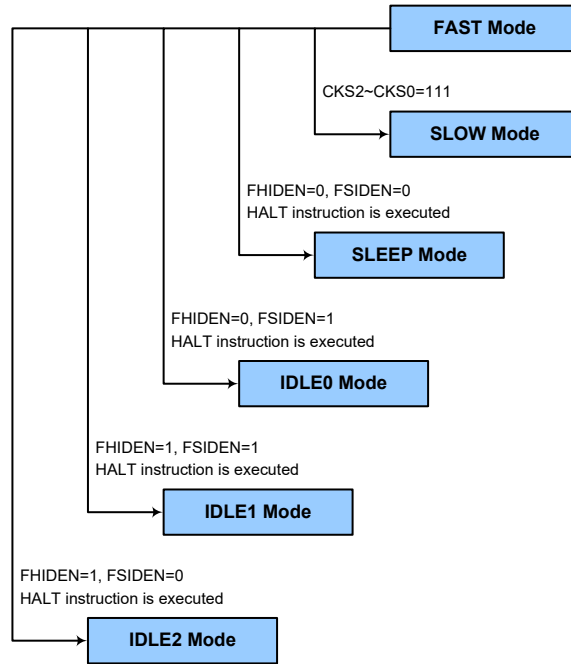 FAST Mode
CKS2~CKS0=111
SLOW Mode
FHIDEN=0, FSIDEN=0
HALT instruction is executed
SLEEP Mode
FHIDEN=0, FSIDEN=1
HALT instruction is executed
IDLE0 Mode
FHIDEN=1, FSIDEN=1
HALT instruction is executed
IDLE1 Mode
FHIDEN=1, FSIDEN=0
HALT instruction is executed
IDLE2 Mode